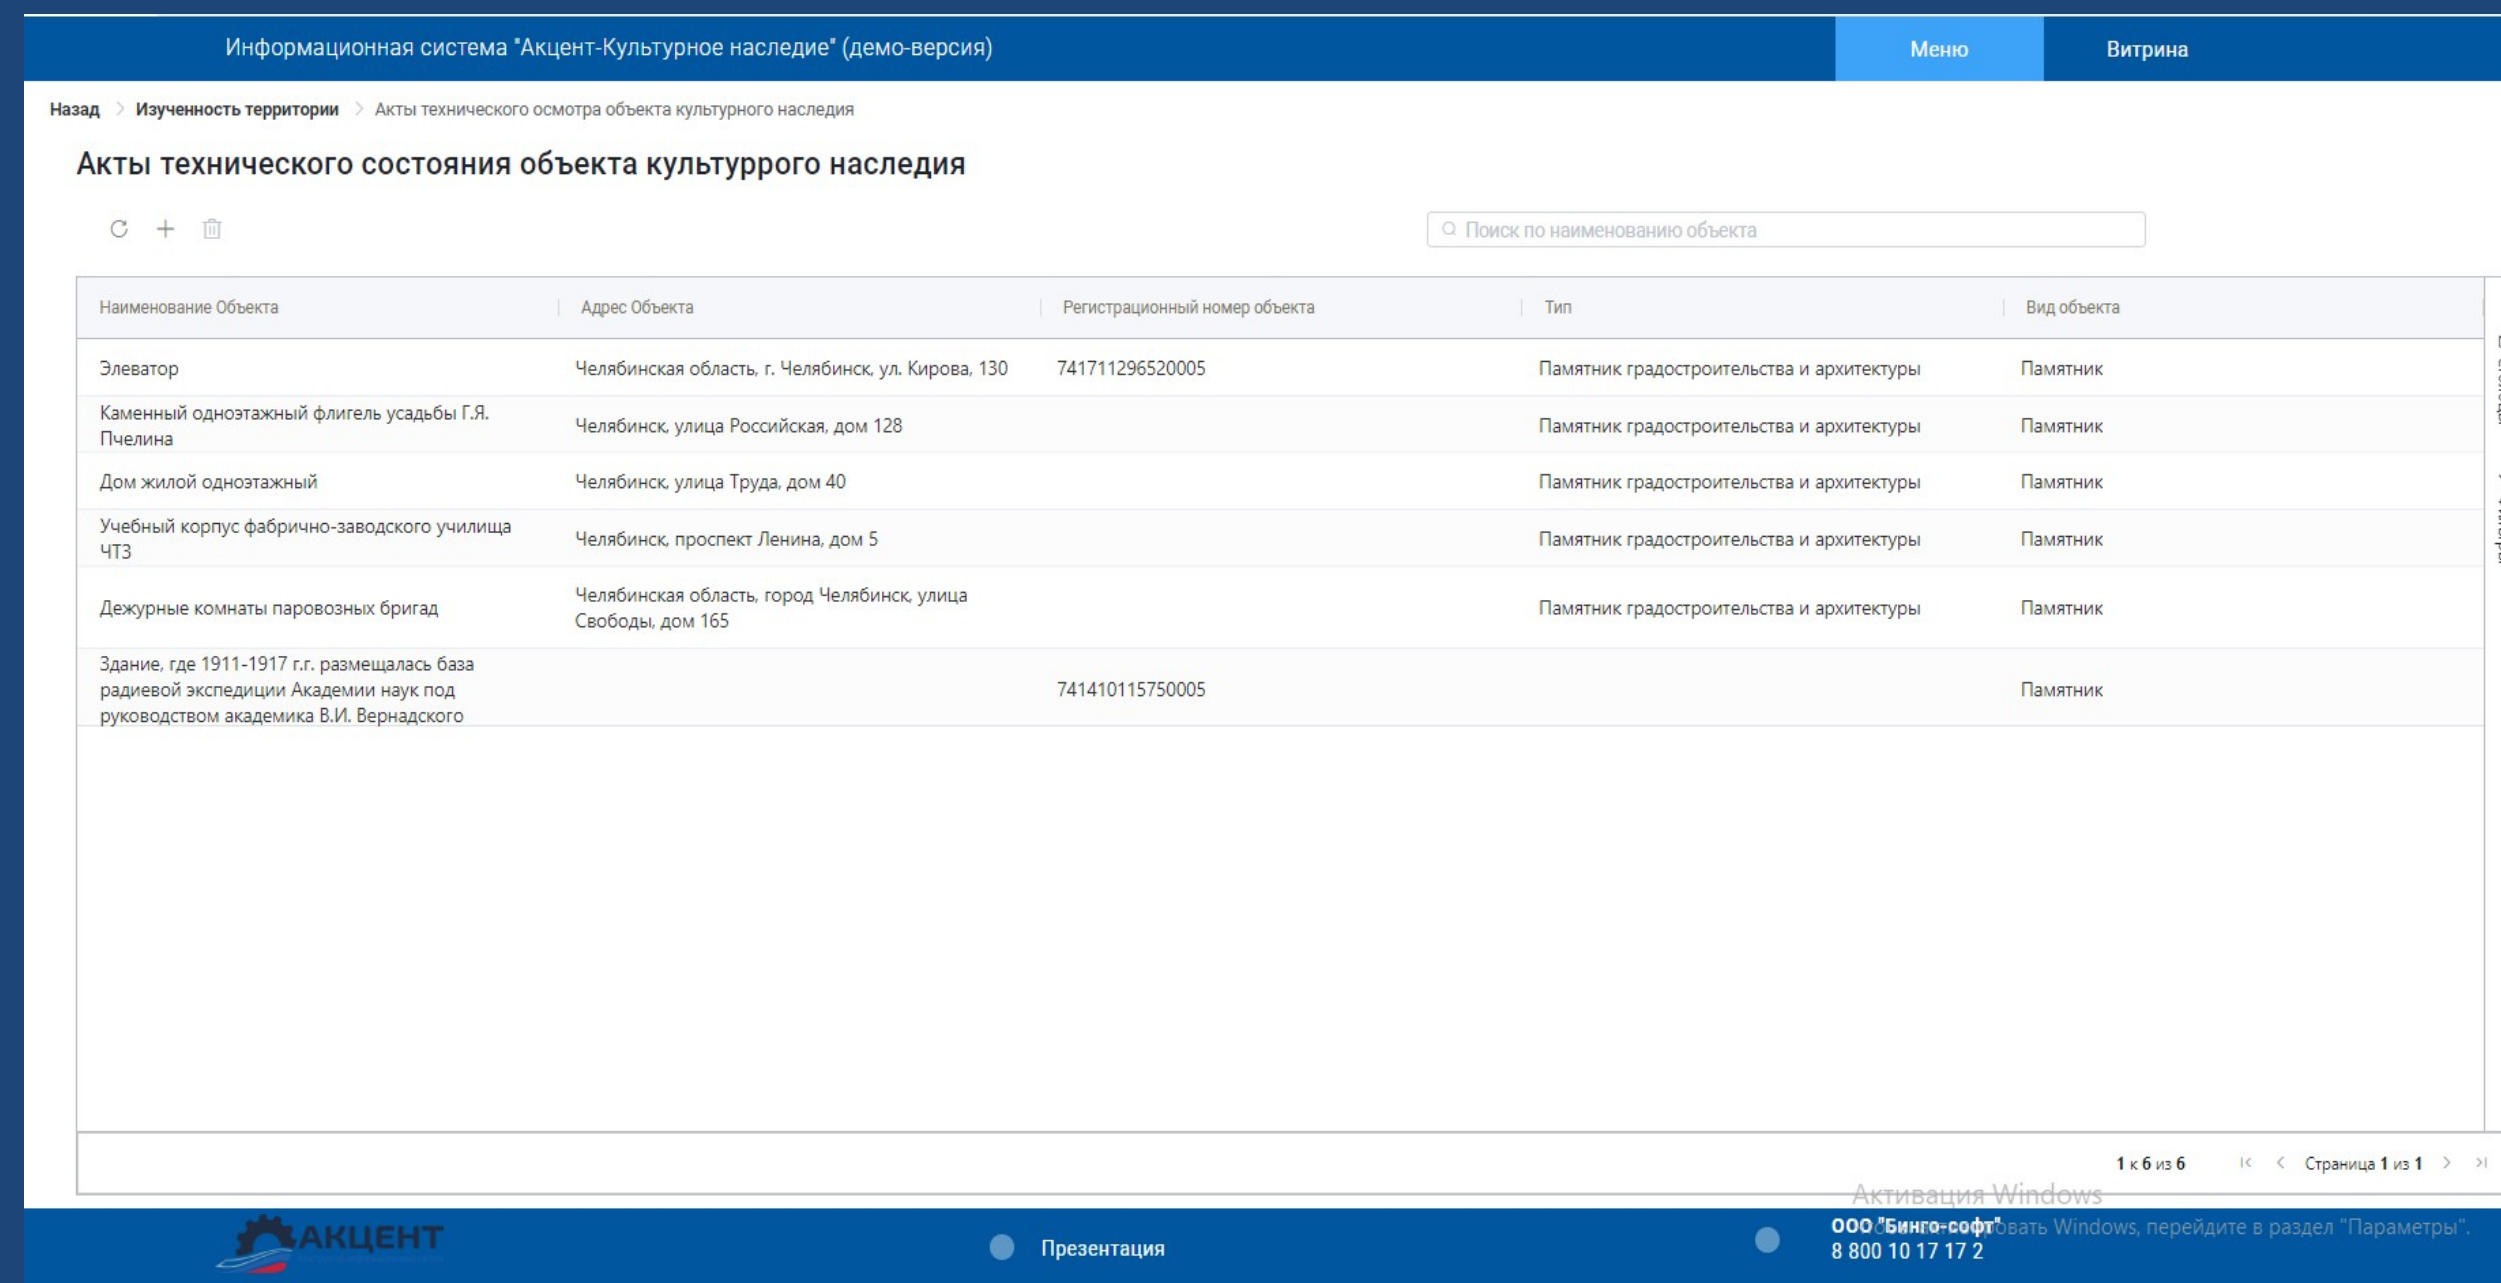 Информационная система "Акцент-Культурное наследие" (демо-версия)
Меню
Витрина
Назад > Изученность территории > Акты технического осмотра объекта культурного наследия
Акты технического состояния объекта культуррого наследия
Поиск по наименованию объекта
Наименование Объекта
Адрес Объекта
Регистрационный номер объекта
Тип
Вид объекта
Элеватор
Челябинская область, г. Челябинск, ул. Кирова, 130
741711296520005
Памятник градостроительства и архитектуры
Памятник
Каменный одноэтажный флигель усадьбы Г.Я.
Пчелина
Челябинск, улица Российская, дом 128
Памятник градостроительства и архитектуры
Памятник
Дом жилой одноэтажный
Челябинск, улица Труда, дом 40
Памятник градостроительства и архитектуры
Памятник
Учебный корпус фабрично-заводского училища
ЧТЗ
Челябинск, проспект Ленина, дом 5
Памятник градостроительства и архитектуры
Памятник
Дежурные комнаты паровозных бригад
Челябинская область, город Челябинск, улица
Свободы, дом 165
Памятник градостроительства и архитектуры
Памятник
Здание, где 1911-1917 г.г. размещалась база
радиевой экспедиции Академии наук под
руководством академика В.И. Вернадского
741410115750005
Памятник
1 к 6 из 6
Страница 1 из 1
Активация Windows
Windows, перейдите в раздел "Параметры".
АКЦЕНТ
Презентация
ООО "Бинго-софт"
8 800 10 17 17 2